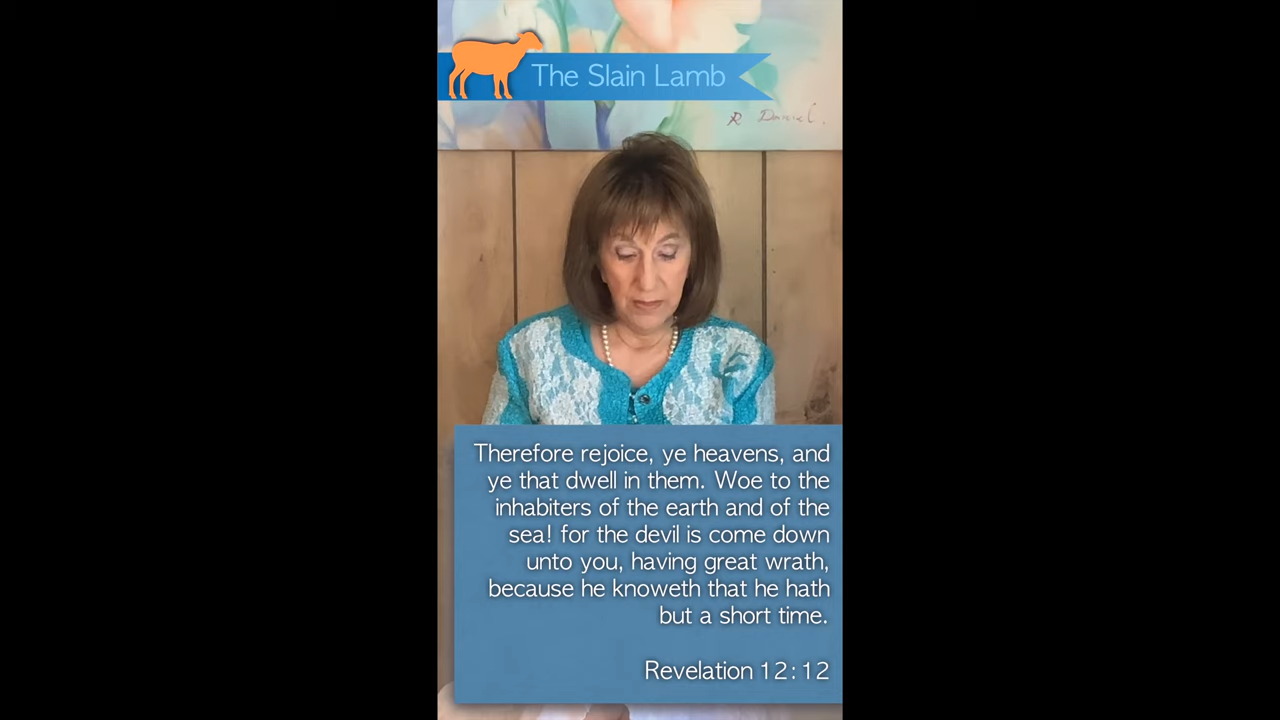 The Slain Lamb
R Daniel.
Therefore rejoice, ye heavens, and
ye that dwell in them. Woe to the
inhabiters of the earth and of the
sea! for the devil is come down
unto you, having great wrath,
because he knoweth that he hath
but a short time.
Revelation 12:12